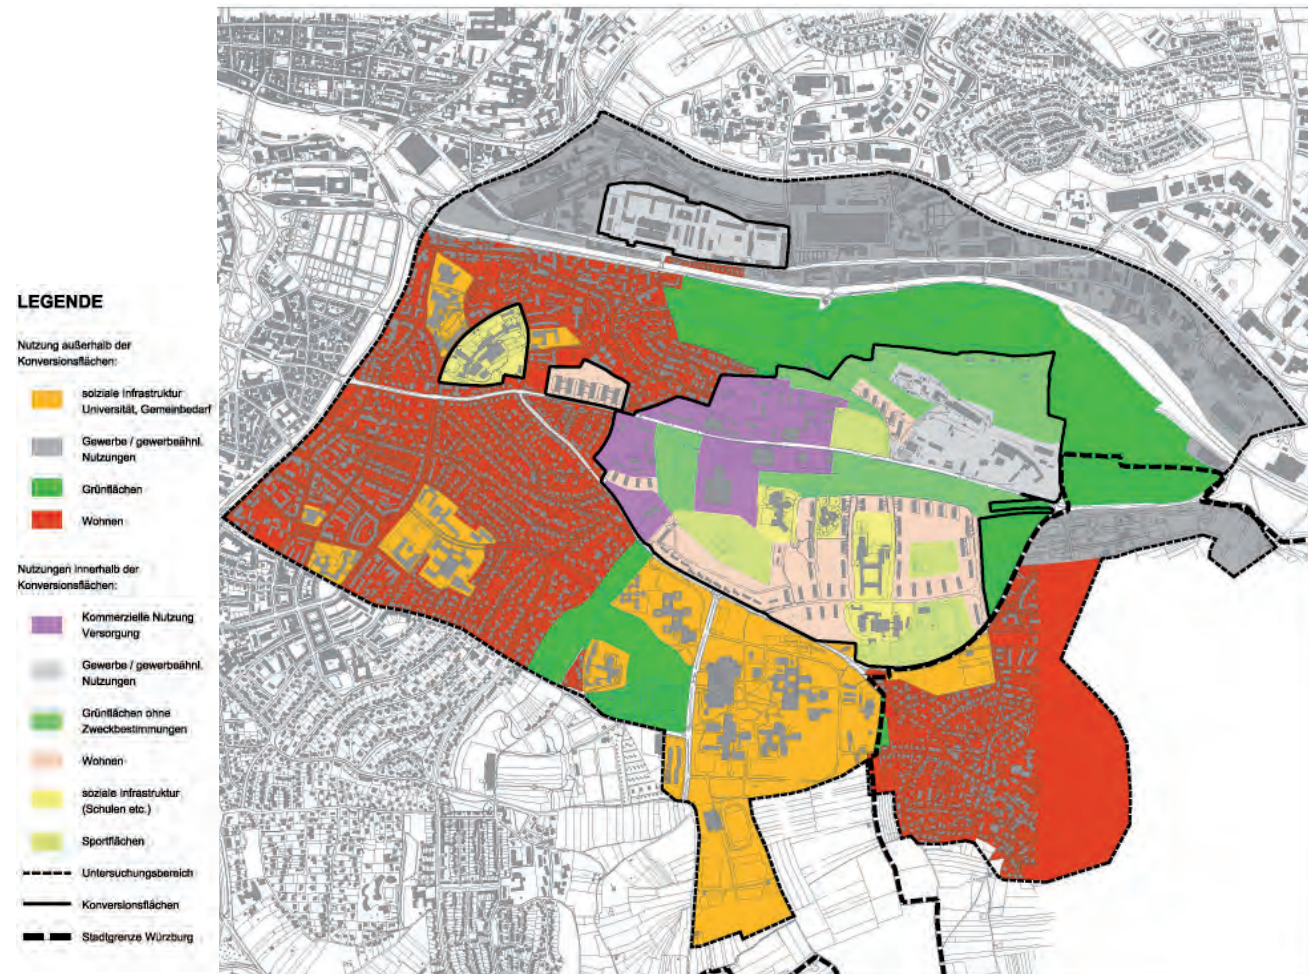 LEGENDE
Nutzung außerhalb der
Konversionsflächen:
solziale Infrastruktur
Universität, Gemeinbedarf
Gewerbe / gewerbeähnl.
Nutzungen
Grünflächen
Wohnen
Nutzungen innerhalb der
Konversionsflächen:
Kommerzielle Nutzung
Versorgung
Gewerbe / gewerbeähnl.
Nutzungen
Grünflächen ohne
Zweckbestimmungen
Wohnen
soziale Infrastruktur
(Schulen etc.)
Sportflächen
Untersuchungsbereich
Konversionsflächen
Stadtgrenze Würzburg